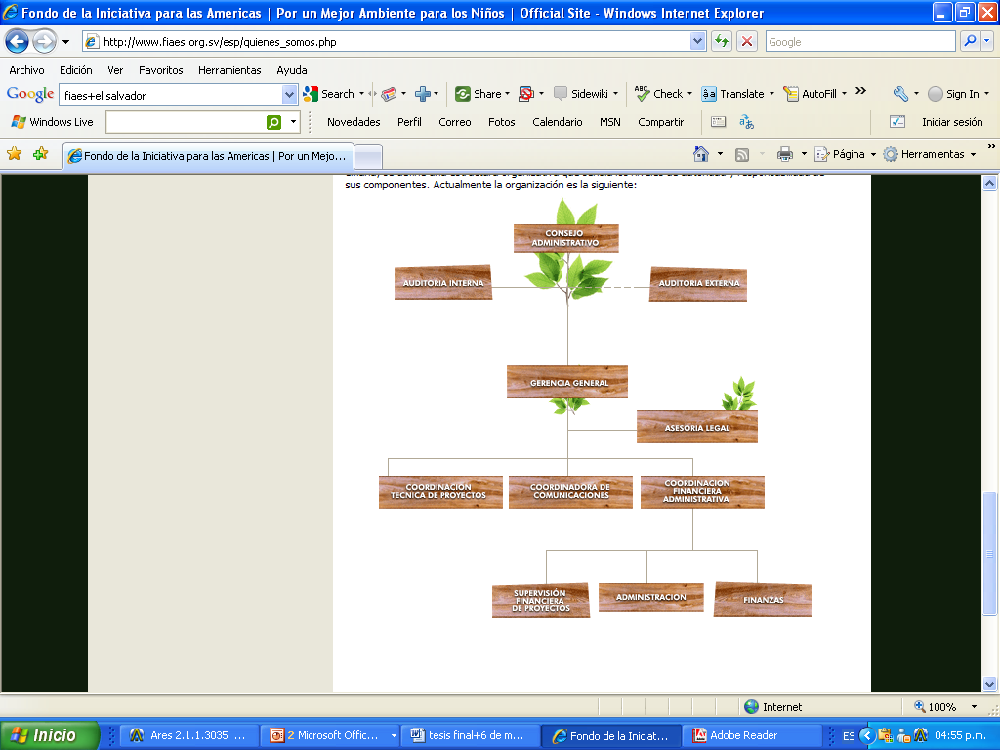 Fondo de la Iniciativa para las Americas | Por un Mejor Ambiente para los Niños | Official Site - Windows Internet Explorer
http://www.fiaes.org.sv/esp/quienes_somos.php
Google
Archivo Edición Ver Favoritos Herramientas Ayuda
Google fiaes+el salvador Search Share Sidewiki ABC Check aあ Translate AutoFill » Sign In
Windows Live Novedades Perfil Correo Fotos Calendario MSN Compartir Iniciar sesión
Fondo de la Iniciativa para las Americas | Por un Mejo... Página Herramientas »
sus componentes. Actualmente la organización es la siguiente:
CONSEJO
ADMINISTRATIVO
AUDITORIA INTERNA AUDITORIA EXTERNA
GERENCIA GENERAL
ASESORIA LEGAL
COORDINACIÓN
TECNICA DE PROYECTOS
COORDINADORA DE
COMUNICACIONES
COORDINACION
FINANCIERA
ADMINISTRATIVA
SUPERVISIÓN
FINANCIERA
DE PROYECTOS
ADMINISTRACION
FINANZAS
Internet 100%
Inicio Ares 2.1.1.3035 ... 2 Microsoft Offic... tesis final+6 de m... Fondo de la Iniciat... Adobe Reader ES 04:55 p.m.